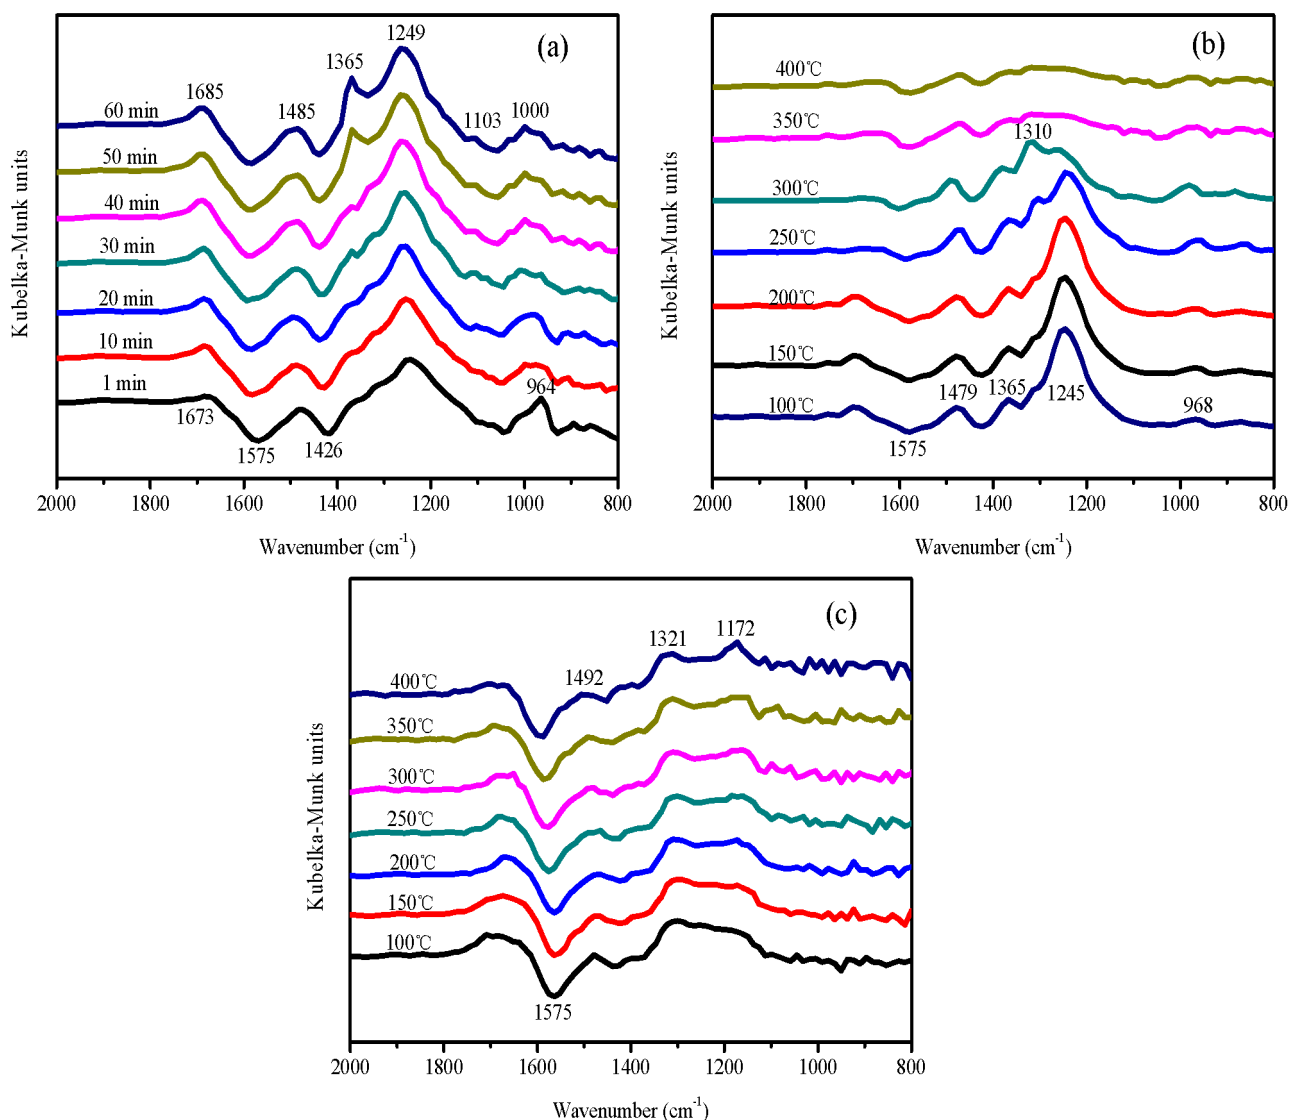 (a)
1249
1365
1685
1485
1103
1000
60 min
50 min
40 min
30 min
20 min
10 min
1 min
964
1673
1575
1426
Kubelka-Munk units
2000 1800 1600 1400 1200 1000 800
Wavenumber (cm-1)
(b)
400℃
350℃
1310
300℃
250℃
200℃
150℃
100℃
1479
1365
1245
968
1575
Kubelka-Munk units
2000 1800 1600 1400 1200 1000 800
Wavenumber (cm-1)
(c)
1321
1172
1492
400℃
350℃
300℃
250℃
200℃
150℃
100℃
1575
Kubelka-Munk units
2000 1800 1600 1400 1200 1000 800
Wavenumber (cm-1)